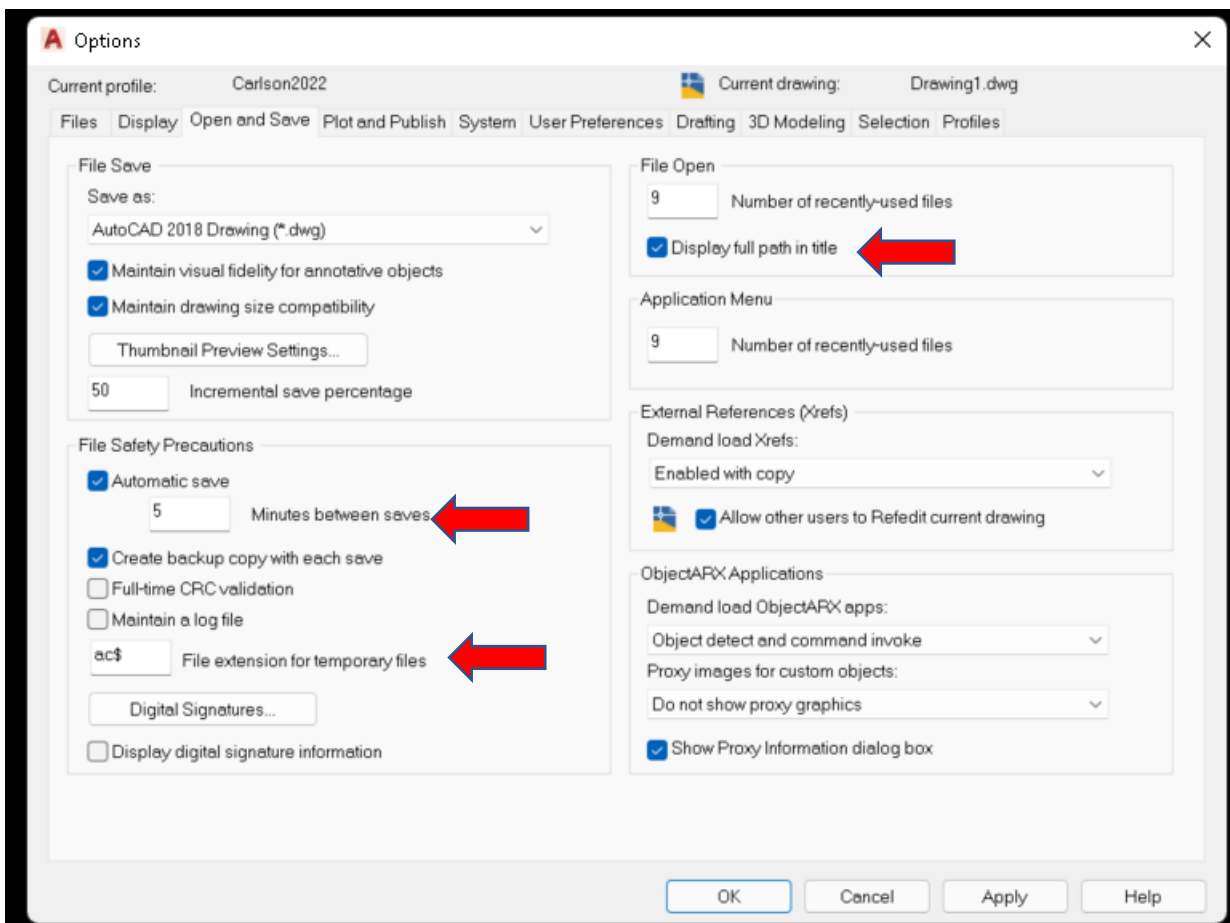 Options
Current profile: Carlson2022 Current drawing: Drawing1.dwg
Files Display Open and Save Plot and Publish System User Preferences Drafting 3D Modeling Selection Profiles
File Save
Save as:
AutoCAD 2018 Drawing (*.dwg)
Maintain visual fidelity for annotative objects
Maintain drawing size compatibility
Thumbnail Preview Settings...
50 Incremental save percentage
File Safety Precautions
Automatic save
5 Minutes between saves
Create backup copy with each save
Full-time CRC validation
Maintain a log file
ac$ File extension for temporary files
Digital Signatures...
Display digital signature information
File Open
9 Number of recently-used files
Display full path in title
Application Menu
9 Number of recently-used files
External References (Xrefs)
Demand load Xrefs:
Enabled with copy
Allow other users to Refedit current drawing
ObjectARX Applications
Demand load ObjectARX apps:
Object detect and command invoke
Proxy images for custom objects:
Do not show proxy graphics
Show Proxy Information dialog box
OK Cancel Apply Help